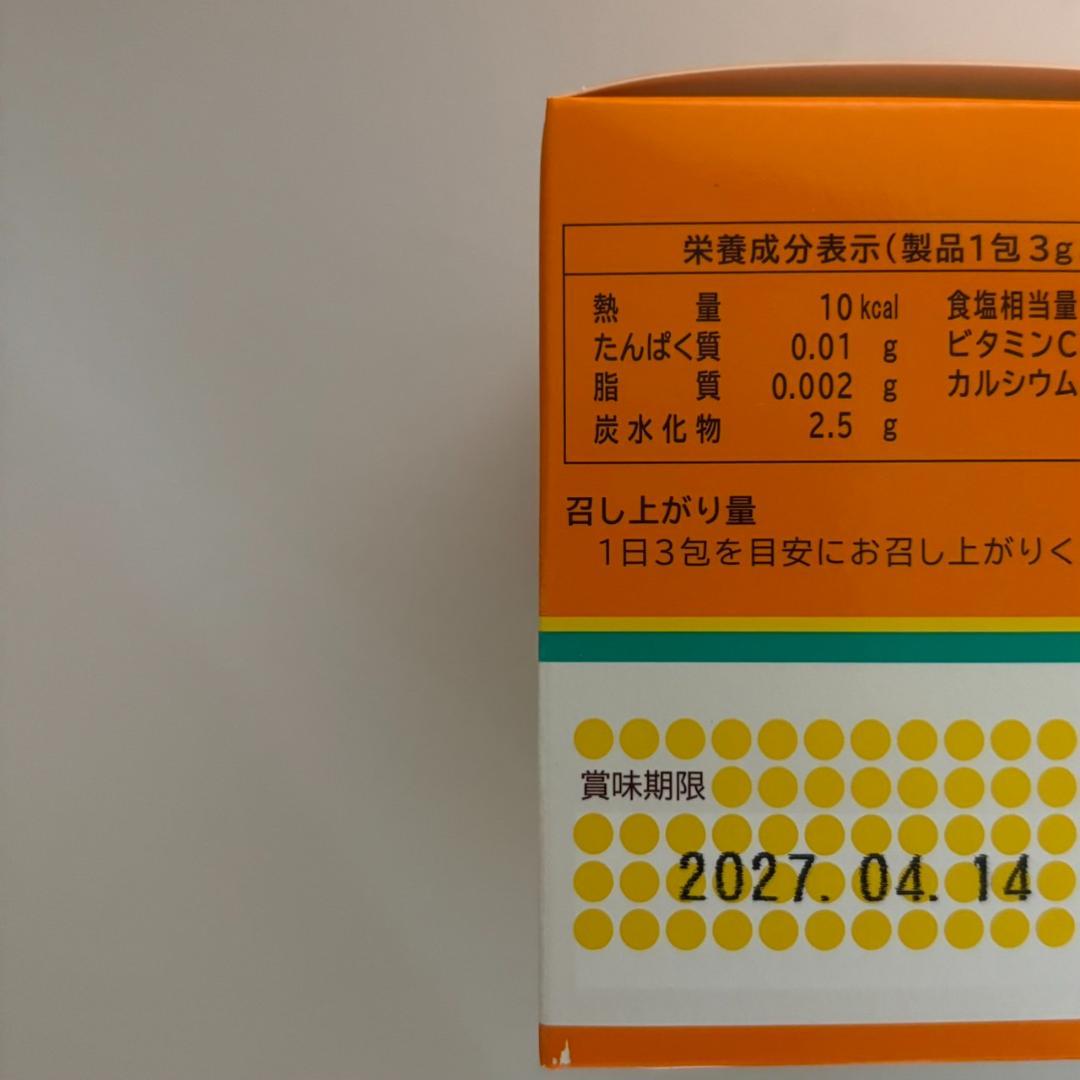 栄養成分表示(製品1包3g
熱量 10kcal 食塩相当量
たんぱく質 0.01 g ビタミンC
脂質 0.002 g カルシウム
炭水化物 2.5 g
召し上がり量
1日3包を目安にお召し上がりく
賞味期限
2027.04.14